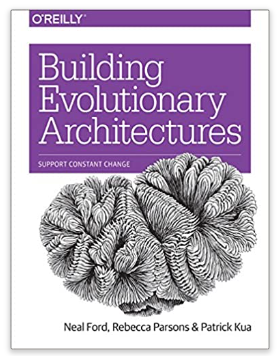 O'REILLY®
Building
Evolutionary
Architectures
SUPPORT CONSTANT CHANGE
Neal Ford, Rebecca Parsons & Patrick Kua